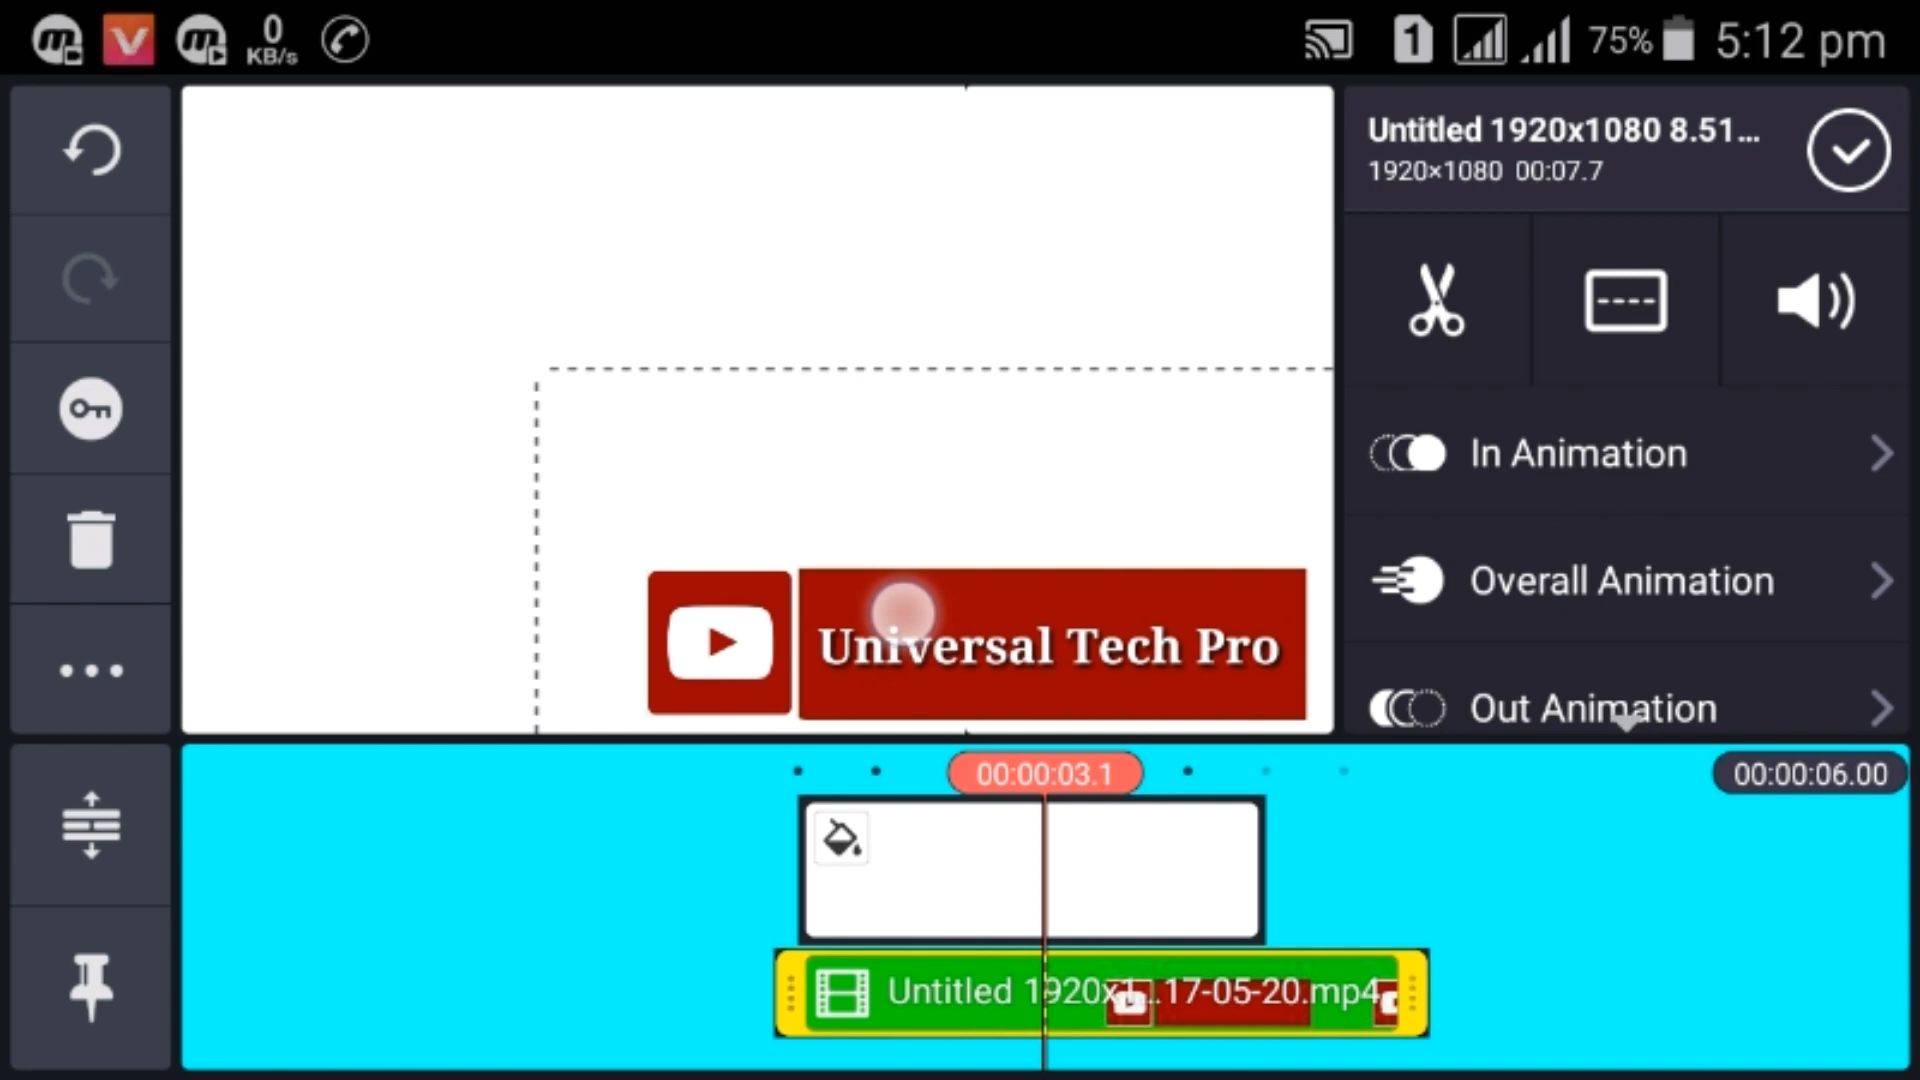 0
KB/s
1
75%
5:12 pm
Untitled 1920x1080 8.51...
1920×1080 00:07.7
In Animation
Overall Animation
Out Animation
Universal Tech Pro
00:00:03.1
00:00:06.00
Untitled 1920x1...17-05-20.mp4